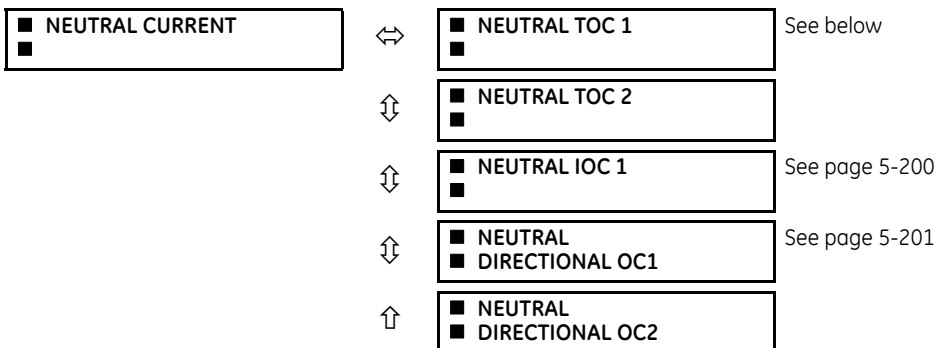 ■ NEUTRAL CURRENT
■
■ NEUTRAL TOC 1
■
See below
■ NEUTRAL TOC 2
■
■ NEUTRAL IOC 1
■
See page 5-200
■ NEUTRAL
■ DIRECTIONAL OC1
See page 5-201
■ NEUTRAL
■ DIRECTIONAL OC2